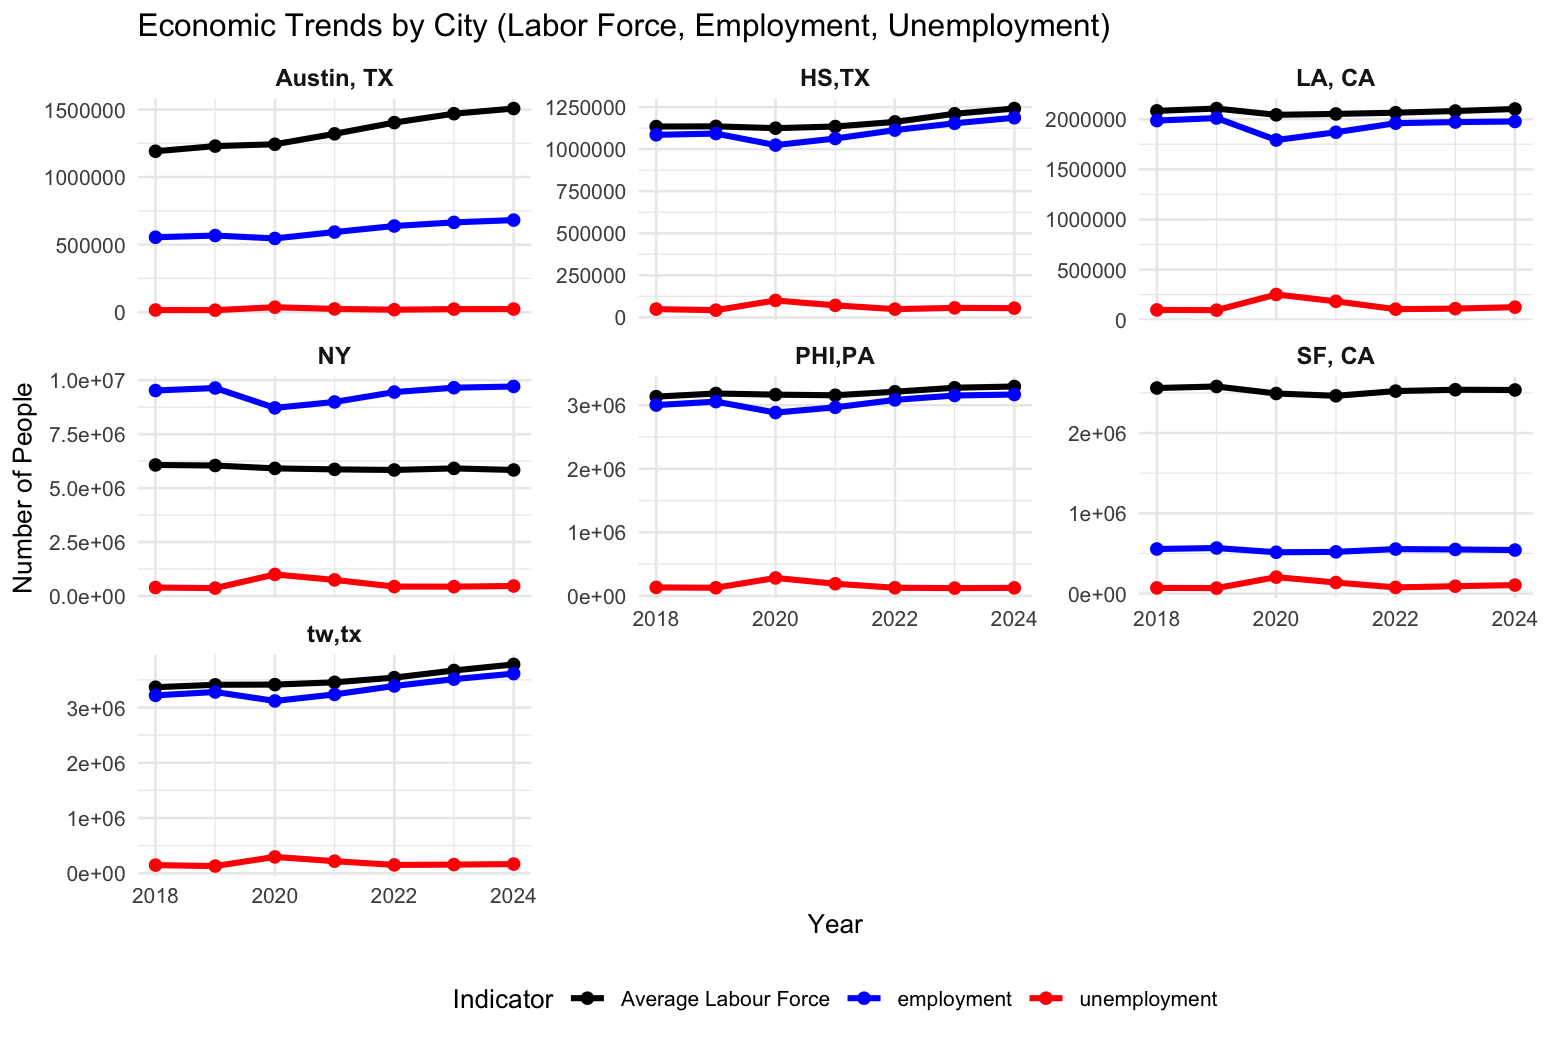 Economic Trends by City (Labor Force, Employment, Unemployment)
Austin, TX
1500000
1000000
500000
0
HS,TX
1250000
1000000
750000
500000
250000
0
LA, CA
2000000
1500000
1000000
500000
0
Number of People
NY
1.0e+07
7.5e+06
5.0e+06
2.5e+06
0.0e+00
PHI,PA
3e+06
2e+06
1e+06
0e+00
2018 2020 2022 2024
SF, CA
2e+06
1e+06
0e+00
2018 2020 2022 2024
tw,tx
3e+06
2e+06
1e+06
0e+00
2018 2020 2022 2024
Year
Indicator Average Labour Force employment unemployment